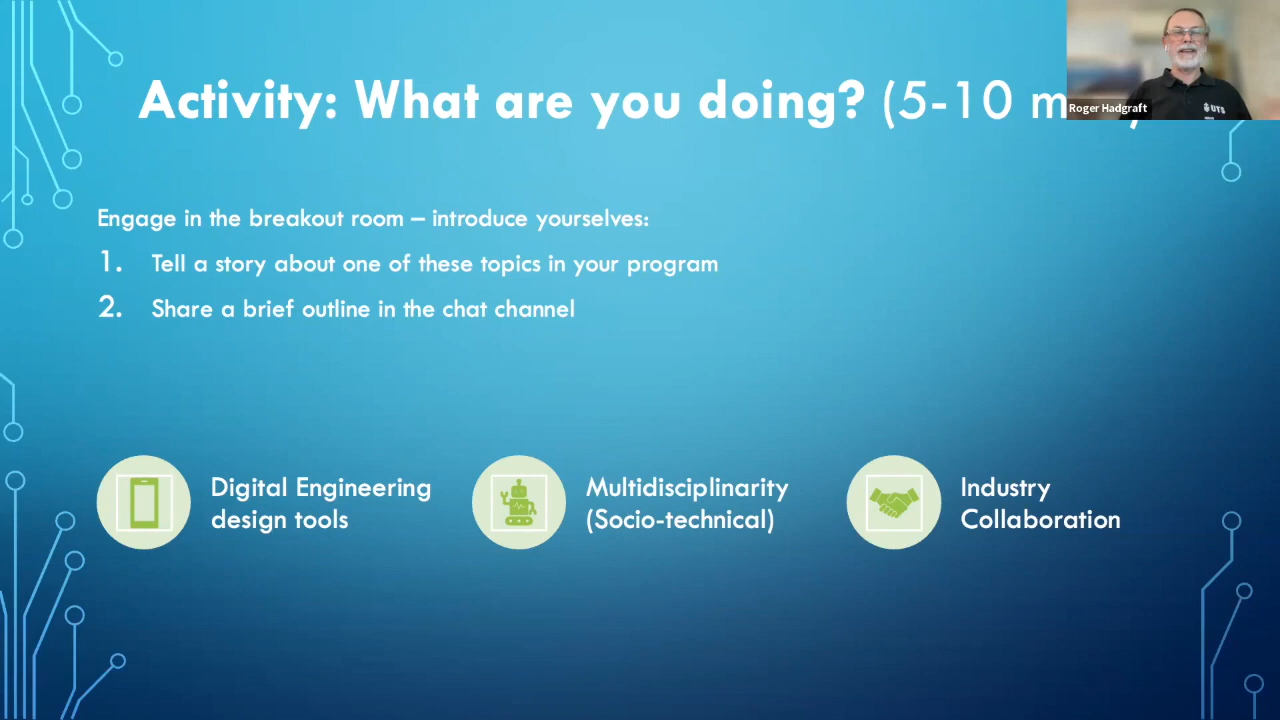 Activity: What are you doing? (5-10
Roger Hadgraft
UTS
Engage in the breakout room – introduce yourselves:
1. Tell a story about one of these topics in your program
2. Share a brief outline in the chat channel
Digital Engineering
design tools
Multidisciplinarity
(Socio-technical)
Industry
Collaboration